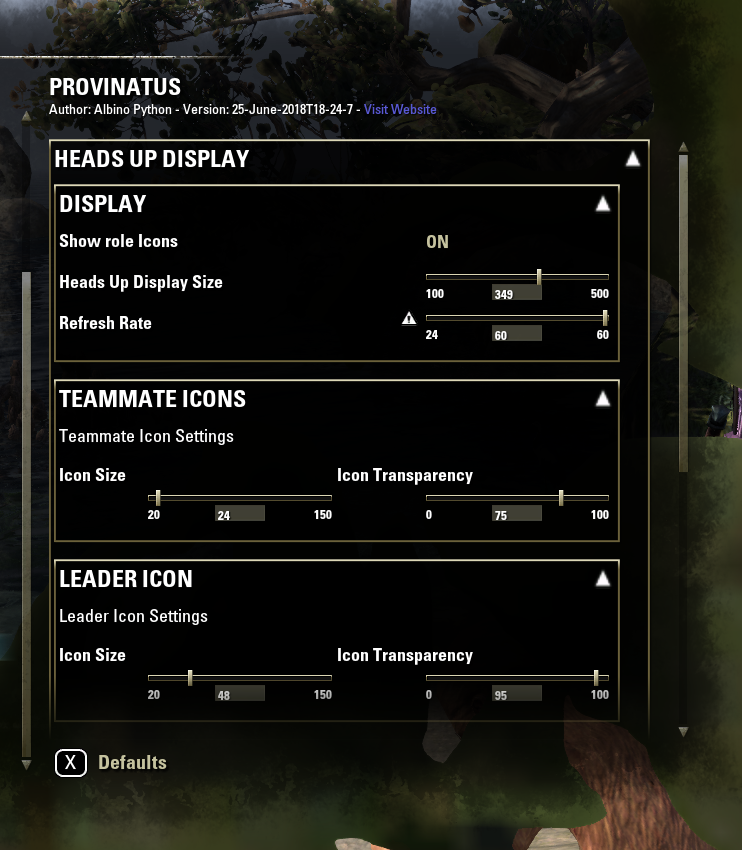 PROVINATUS
Author: Albino Python - Version: 25-June-2018T18-24-7 - Visit Website
HEADS UP DISPLAY
DISPLAY
Show role Icons ON
Heads Up Display Size
100 349 500
Refresh Rate
24 60 60
TEAMMATE ICONS
Teammate Icon Settings
Icon Size Icon Transparency
20 24 150 0 75 100
LEADER ICON
Leader Icon Settings
Icon Size Icon Transparency
20 48 150 0 95 100
X Defaults